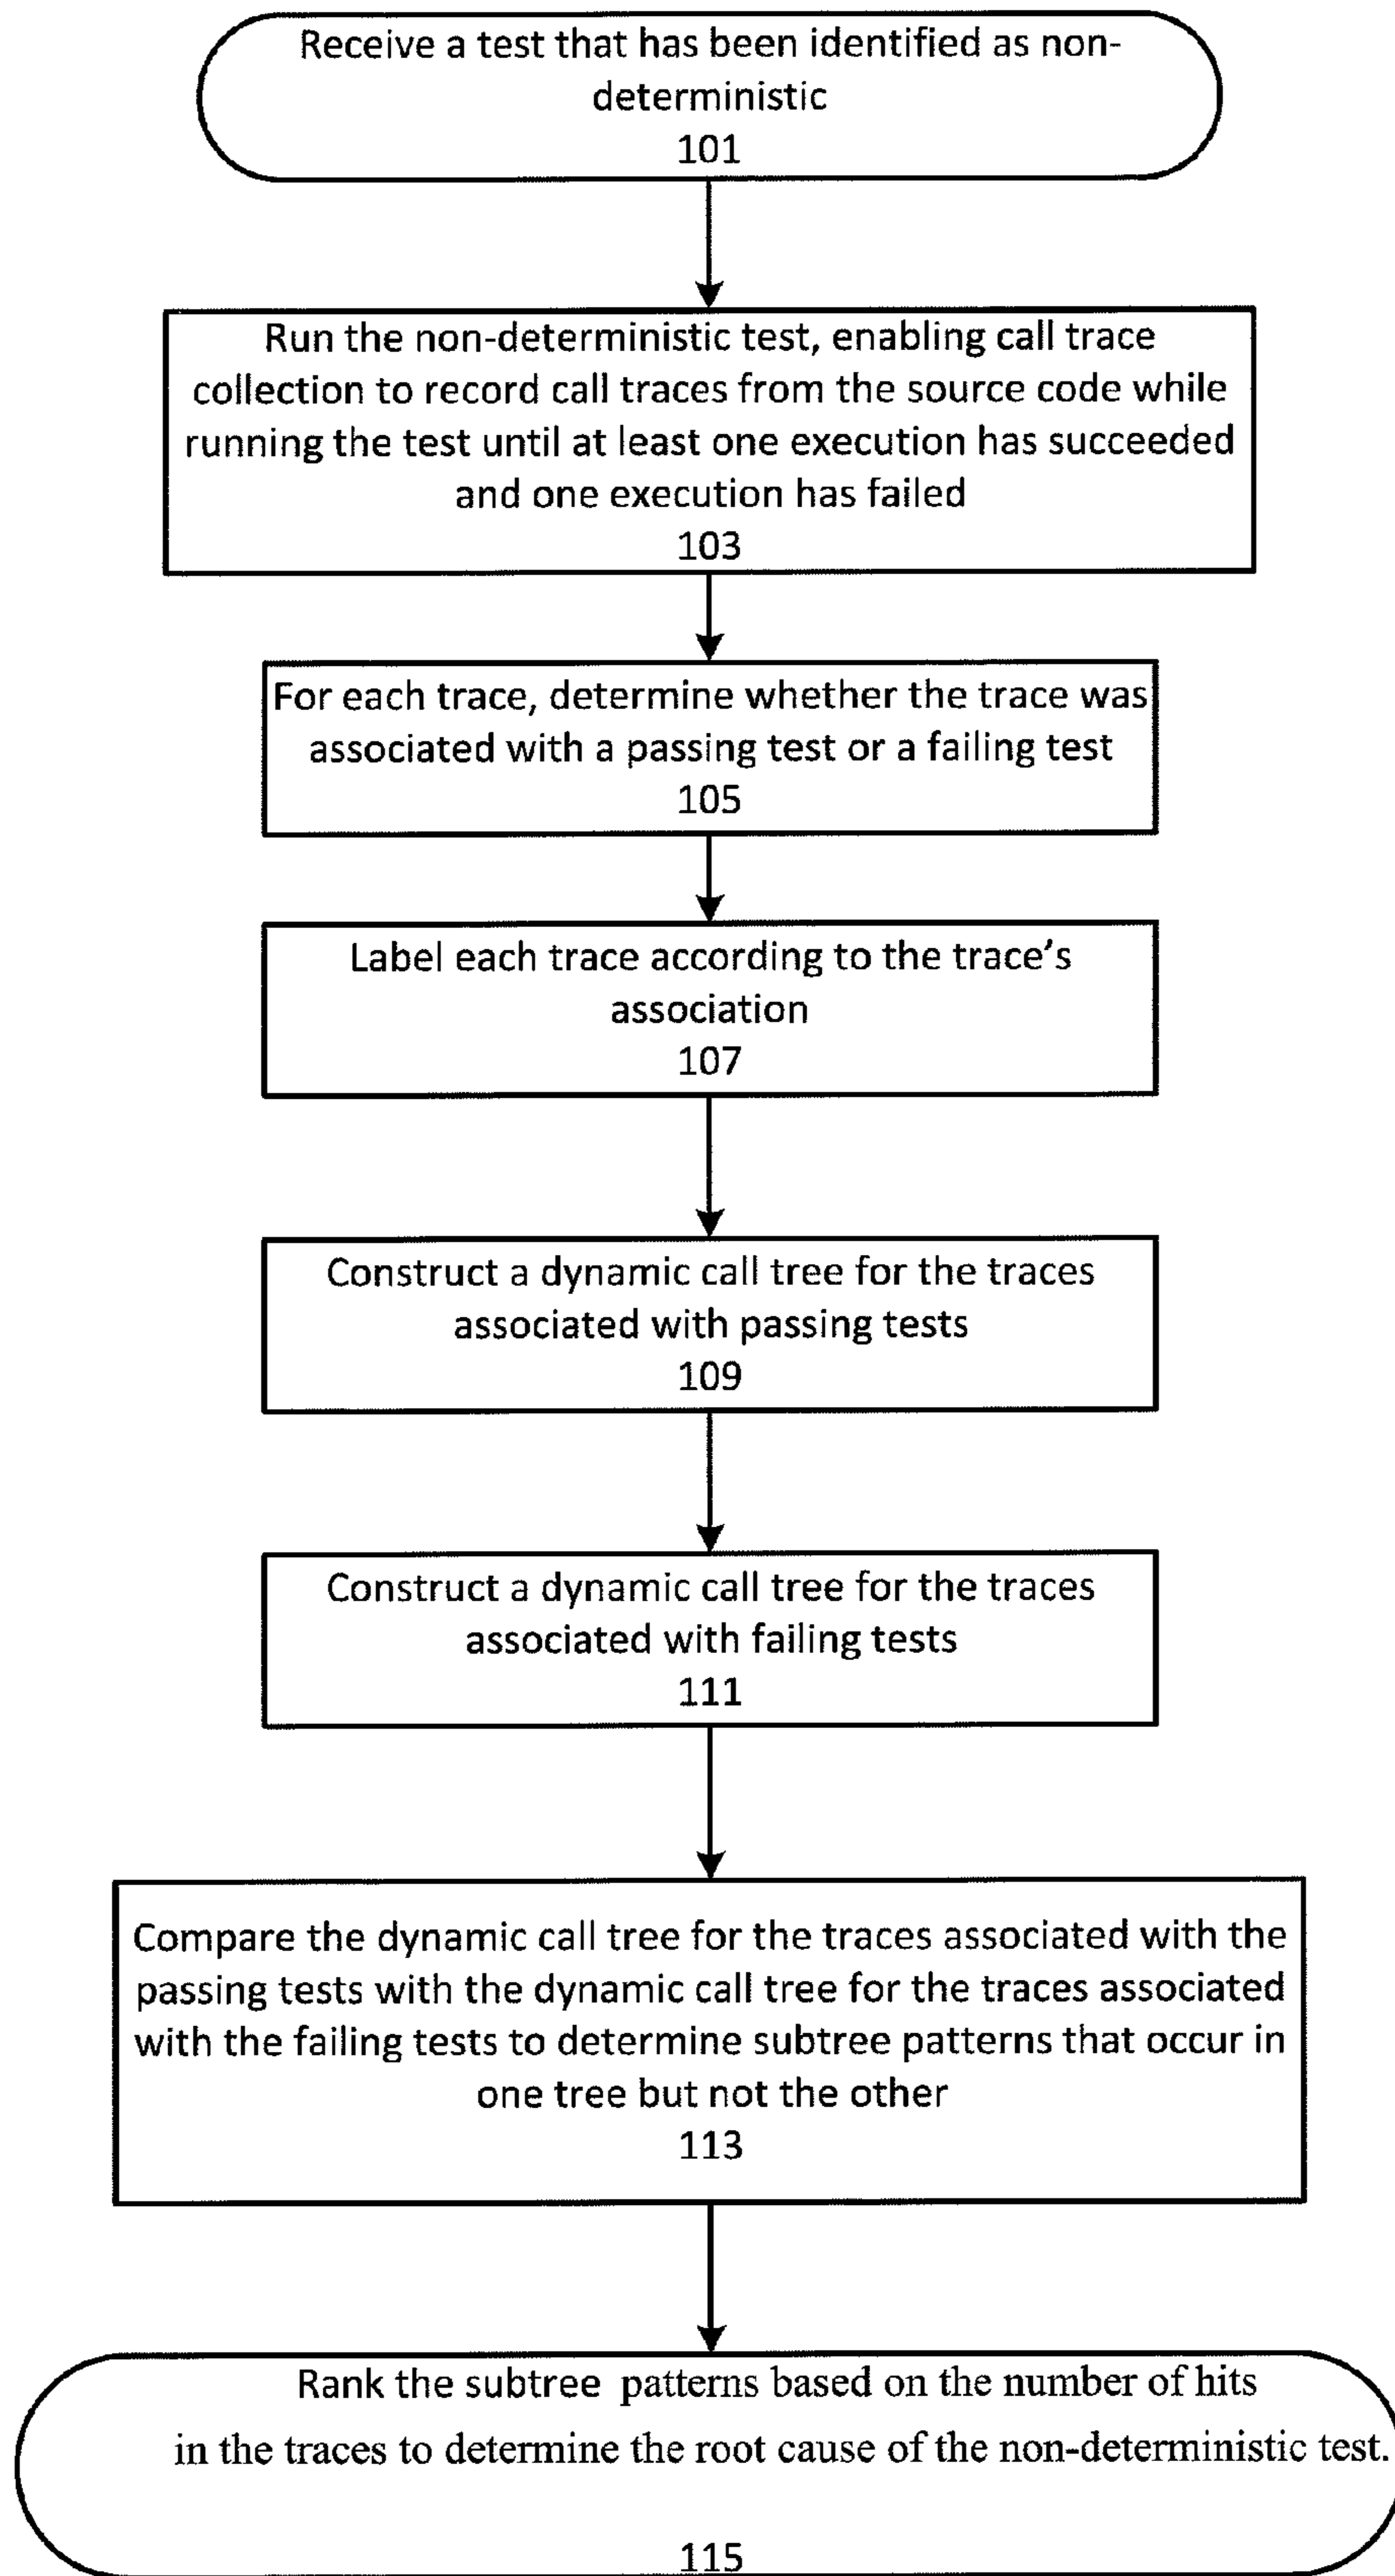 Receive a test that has been identified as non-
deterministic
101
Run the non-deterministic test, enabling call trace
collection to record call traces from the source code while
running the test until at least one execution has succeeded
and one execution has failed
103
For each trace, determine whether the trace was
associated with a passing test or a failing test
105
Label each trace according to the trace's
association
107
Construct a dynamic call tree for the traces
associated with passing tests
109
Construct a dynamic call tree for the traces
associated with failing tests
111
Compare the dynamic call tree for the traces associated with the
passing tests with the dynamic call tree for the traces associated
with the failing tests to determine subtree patterns that occur in
one tree but not the other
113
Rank the subtree patterns based on the number of hits
in the traces to determine the root cause of the non-deterministic test.
115